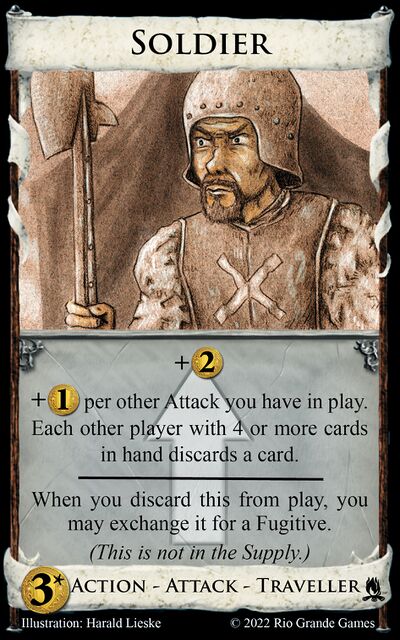 SOLDIER
+2
+1 per other Attack you have in play.
Each other player with 4 or more cards
in hand discards a card.
When you discard this from play, you
may exchange it for a Fugitive.
(This is not in the Supply.)
3* ACTION - ATTACK - TRAVELLER
Illustration: Harald Lieske © 2022 Rio Grande Games